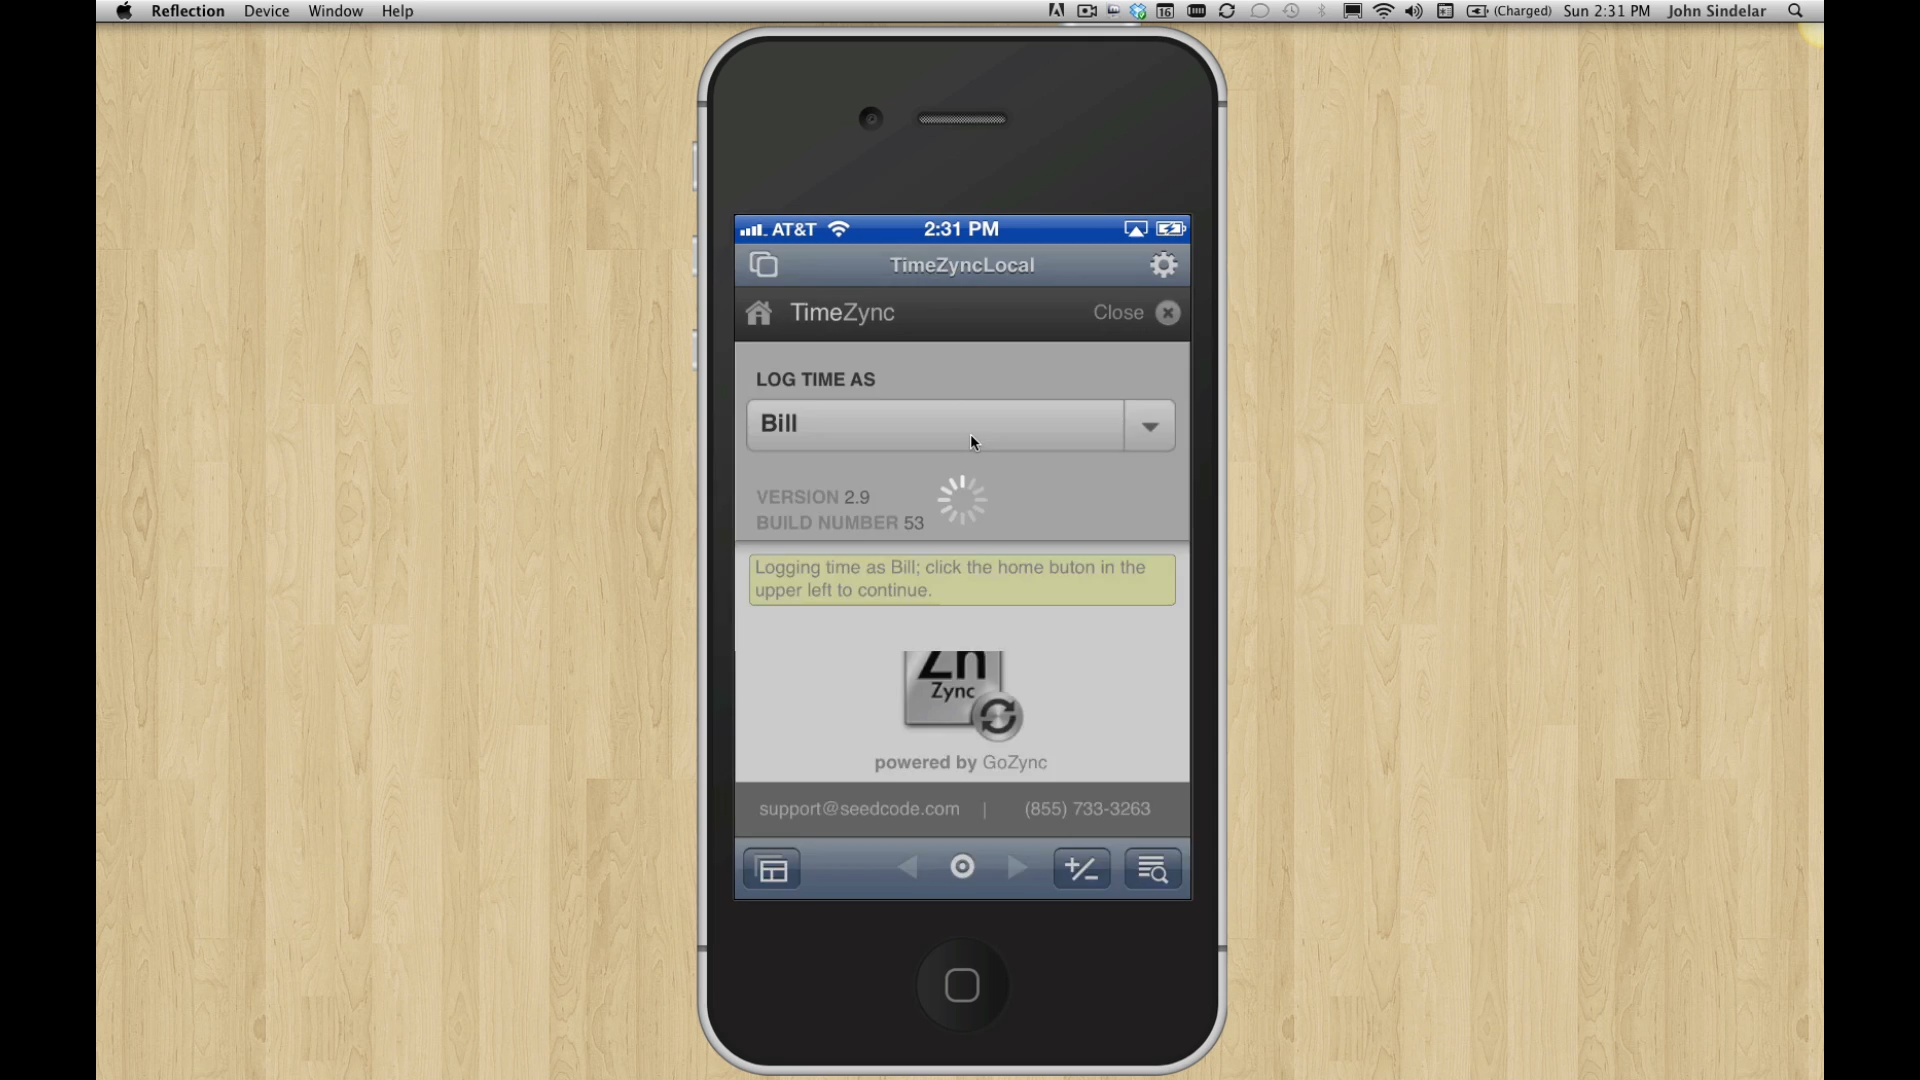 Reflection Device Window Help 16 (Charged) Sun 2:31 PM John Sindelar
AT&T 2:31 PM
TimeZyncLocal
TimeZync Close
LOG TIME AS
Bill
VERSION 2.9
BUILD NUMBER 53
Logging time as Bill; click the home buton in the
upper left to continue.
Zn
Zync
powered by GoZync
support@seedcode.com | (855) 733-3263